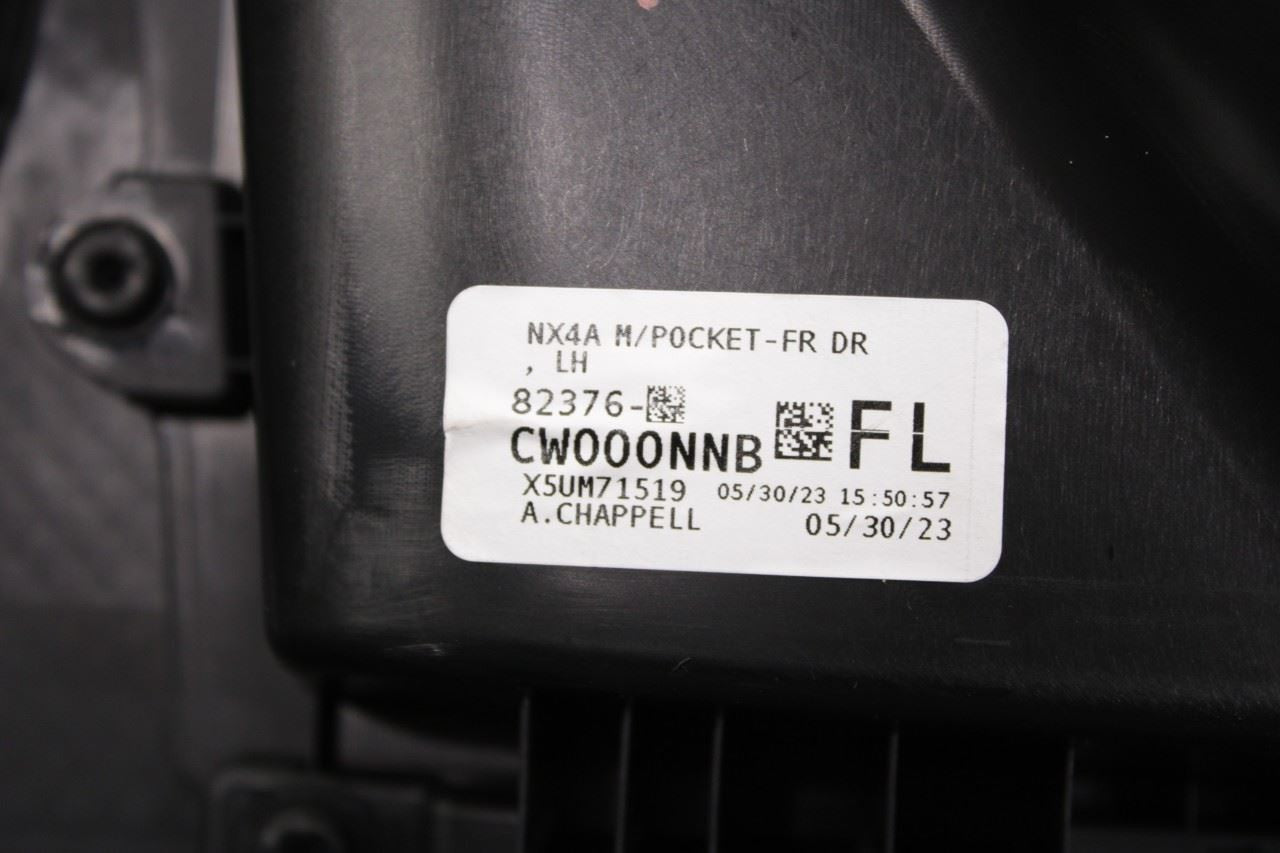 NX4A M/POCKET-FR DR
, LH
82376-
CW000NNB FL
X5UM71519 05/30/23 15:50:57
A.CHAPPELL 05/30/23